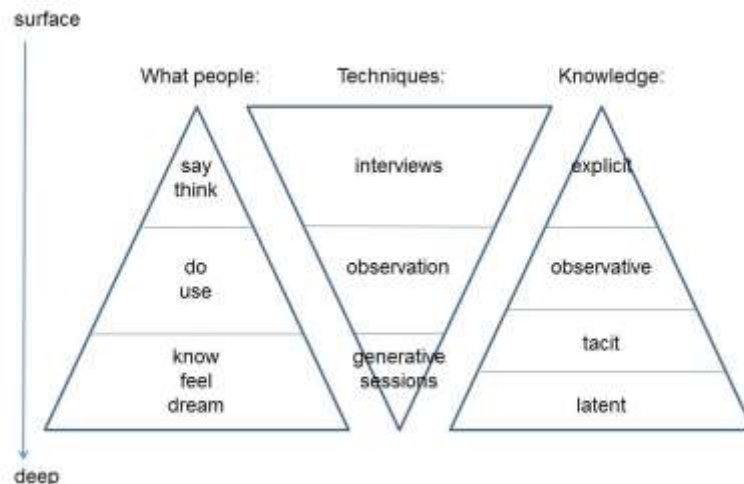 surface
What people:
Techniques:
Knowledge:
say
think
interviews
explicit
do
use
observation
observative
know
feel
dream
generative
sessions
tacit
latent
deep